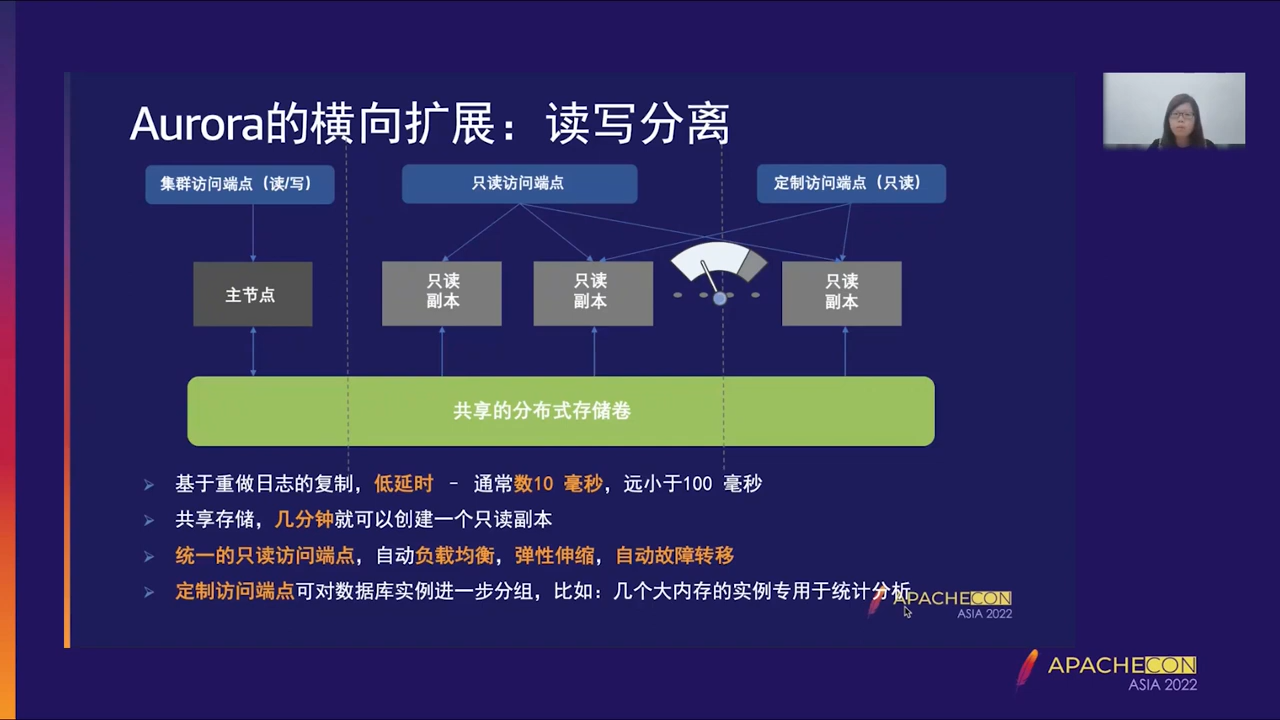 Aurora的横向扩展：读写分离
集群访问端点（读/写）
只读访问端点
定制访问端点（只读）
主节点
只读
副本
只读
副本
只读
副本
共享的分布式存储卷
基于重做日志的复制，低延时 – 通常数10 毫秒，远小于100 毫秒
共享存储，几分钟就可以创建一个只读副本
统一的只读访问端点，自动负载均衡，弹性伸缩，自动故障转移
定制访问端点可对数据库实例进一步分组，比如：几个大内存的实例专用于统计分析
APACHECON
ASIA 2022
APACHECON
ASIA 2022